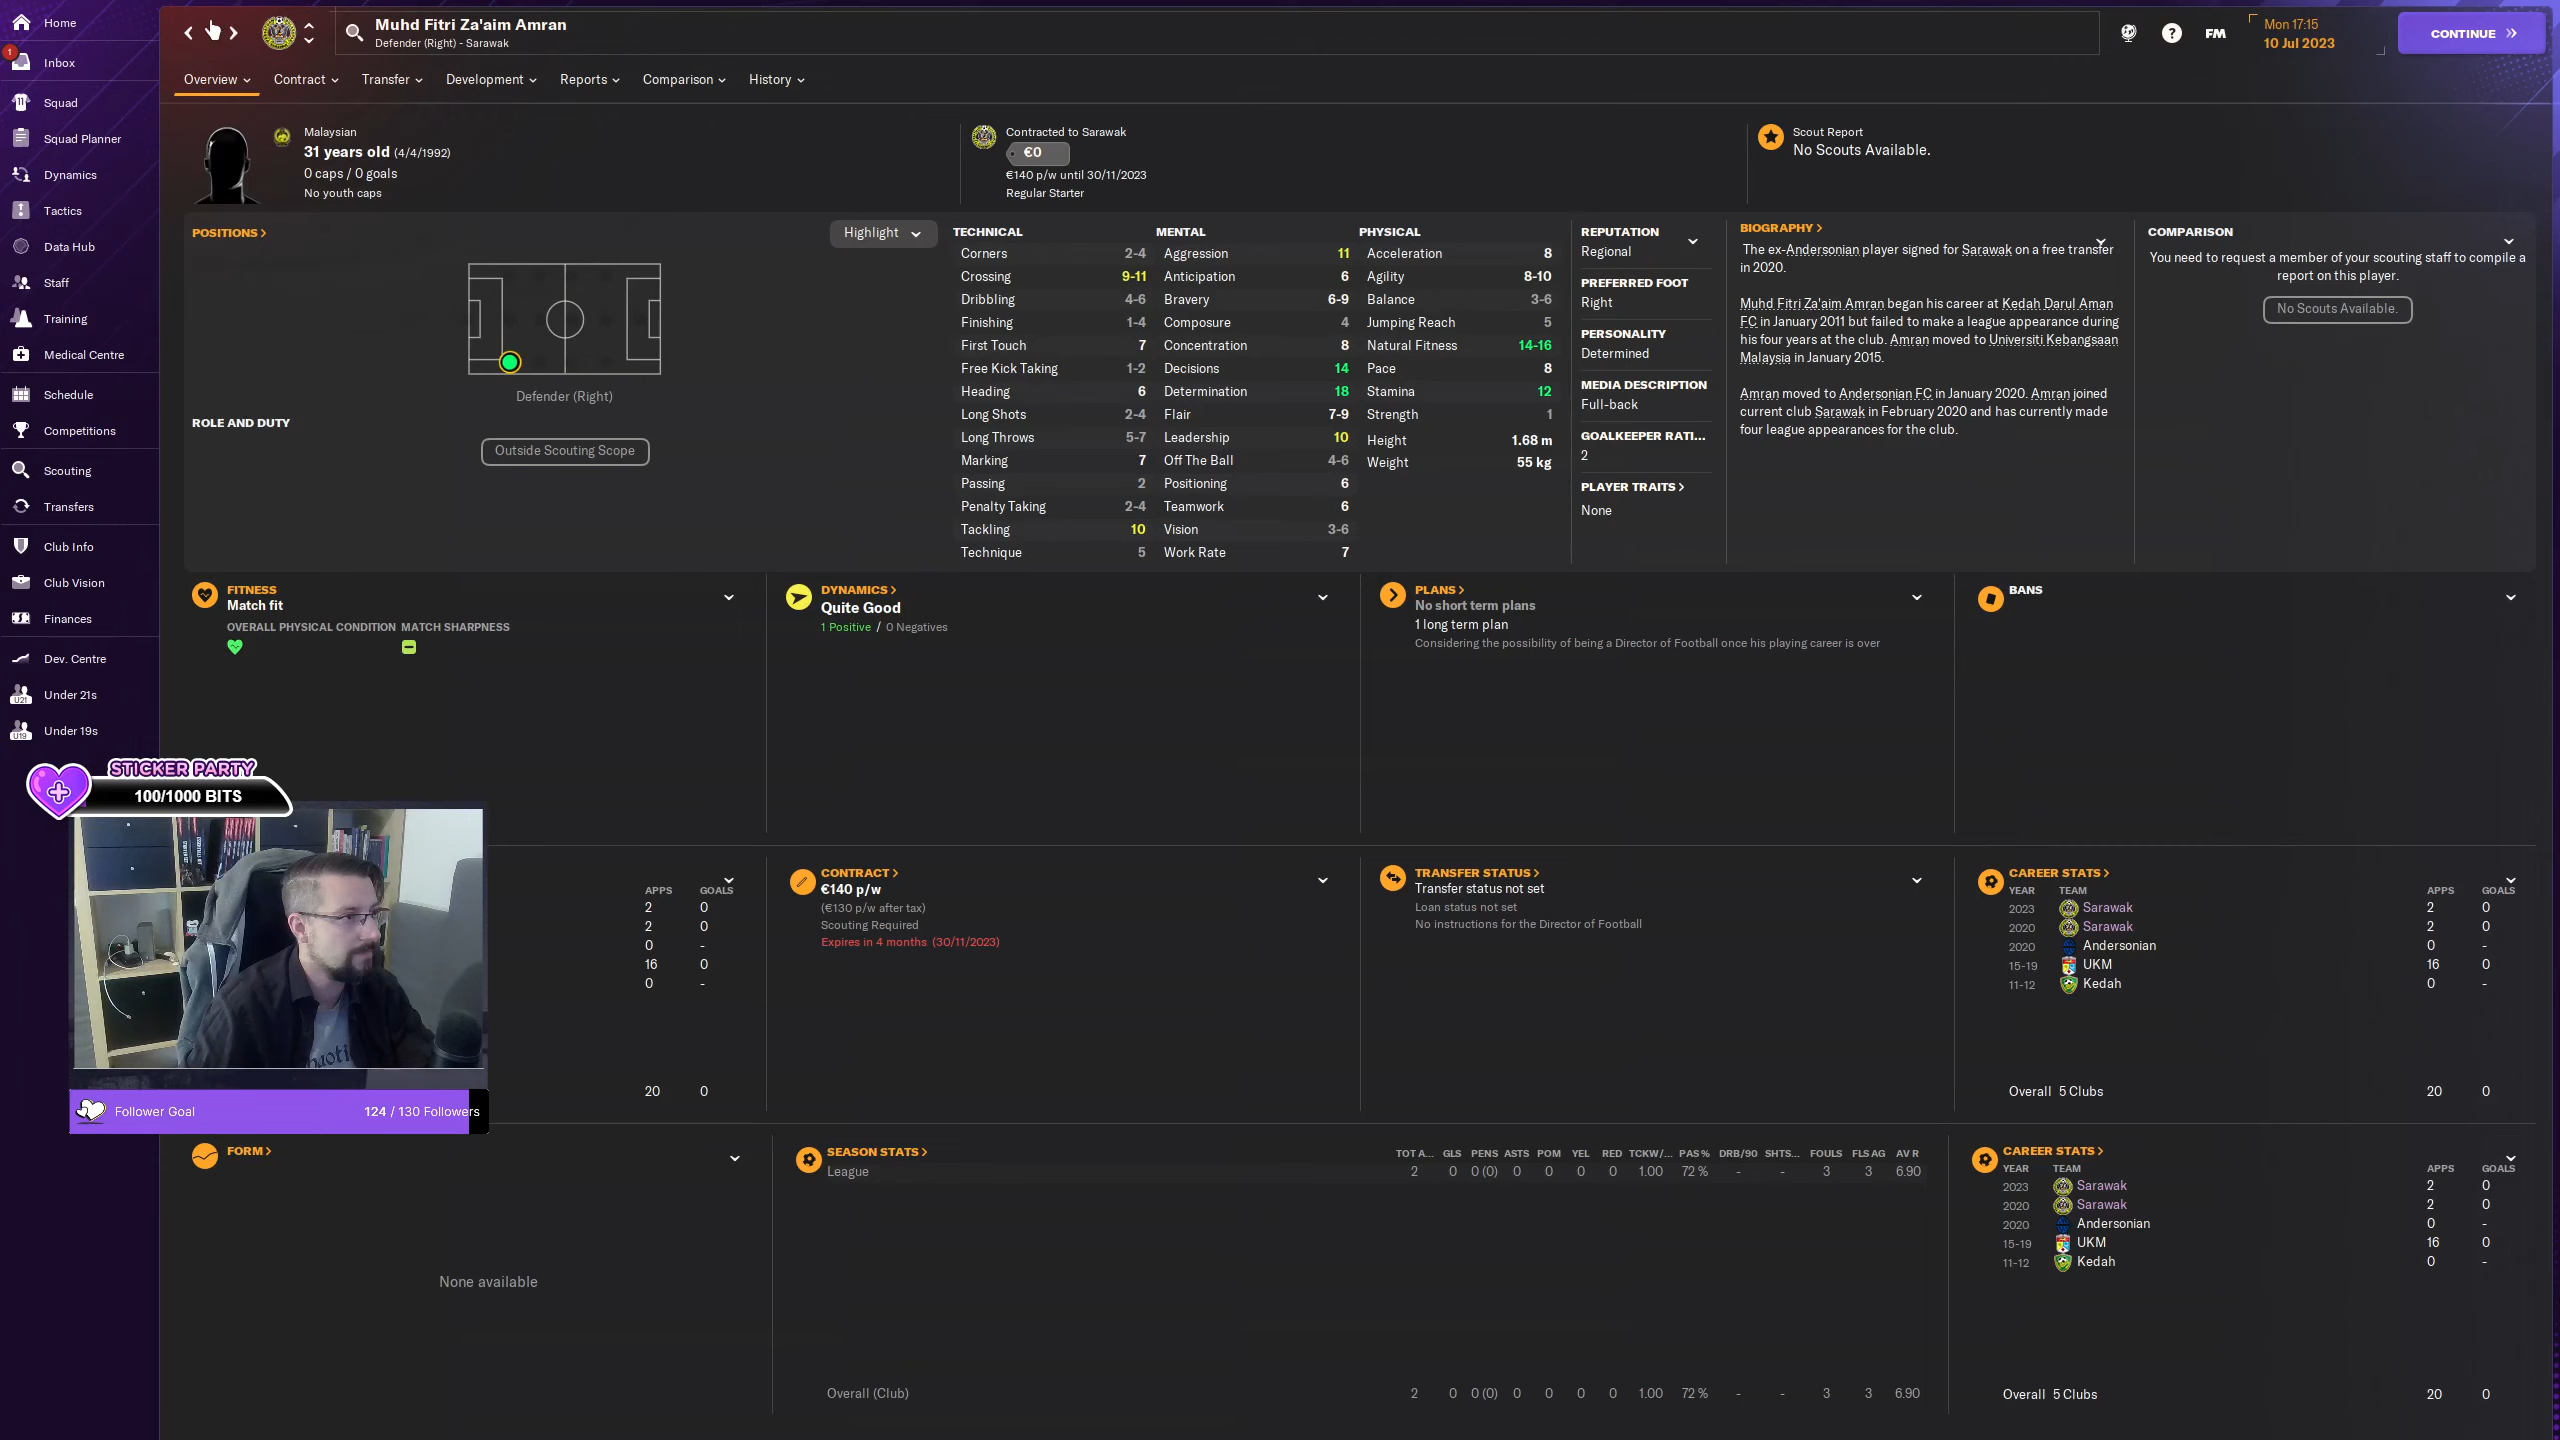 Home
1
Inbox
Squad
Squad Planner
Dynamics
Tactics
Data Hub
Staff
Training
Medical Centre
Schedule
Competitions
Scouting
Transfers
Club Info
Club Vision
Finances
Dev. Centre
Under 21s
Under 19s
Muhd Fitri Za'aim Amran
Defender (Right) - Sarawak
FM
Mon 17:15
10 Jul 2023
CONTINUE
Overview
Contract
Transfer
Development
Reports
Comparison
History
Malaysian
31 years old (4/4/1992)
0 caps / 0 goals
No youth caps
Contracted to Sarawak
€0
€140 p/w until 30/11/2023
Regular Starter
Scout Report
No Scouts Available.
POSITIONS
Highlight
Defender (Right)
ROLE AND DUTY
Outside Scouting Scope
TECHNICAL
Corners 2-4
Crossing 9-11
Dribbling 4-6
Finishing 1-4
First Touch 7
Free Kick Taking 1-2
Heading 6
Long Shots 2-4
Long Throws 5-7
Marking 7
Passing 2
Penalty Taking 2-4
Tackling 10
Technique 5
MENTAL
Aggression 11
Anticipation 6
Bravery 6-9
Composure 4
Concentration 8
Decisions 14
Determination 18
Flair 7-9
Leadership 10
Off The Ball 4-6
Positioning 6
Teamwork 6
Vision 3-6
Work Rate 7
PHYSICAL
Acceleration 8
Agility 8-10
Balance 3-6
Jumping Reach 5
Natural Fitness 14-16
Pace 8
Stamina 12
Strength 1
Height 1.68 m
Weight 55 kg
REPUTATION
Regional
PREFERRED FOOT
Right
PERSONALITY
Determined
MEDIA DESCRIPTION
Full-back
GOALKEEPER RATI...
2
PLAYER TRAITS
None
BIOGRAPHY
The ex-Andersonian player signed for Sarawak on a free transfer
in 2020.
Muhd Fitri Za'aim Amran began his career at Kedah Darul Aman
FC in January 2011 but failed to make a league appearance during
his four years at the club. Amran moved to Universiti Kebangsaan
Malaysia in January 2015.
Amran moved to Andersonian FC in January 2020. Amran joined
current club Sarawak in February 2020 and has currently made
four league appearances for the club.
COMPARISON
You need to request a member of your scouting staff to compile a
report on this player.
No Scouts Available.
FITNESS
Match fit
OVERALL PHYSICAL CONDITION MATCH SHARPNESS
DYNAMICS
Quite Good
1 Positive / 0 Negatives
PLANS
No short term plans
1 long term plan
Considering the possibility of being a Director of Football once his playing career is over
BANS
STICKER PARTY
100/1000 BITS
APPS GOALS
2 0
2 0
0 -
16 0
0 -
20 0
Follower Goal 124 / 130 Followers
CONTRACT
€140 p/w
(€130 p/w after tax)
Scouting Required
Expires in 4 months (30/11/2023)
TRANSFER STATUS
Transfer status not set
Loan status not set
No instructions for the Director of Football
CAREER STATS
YEAR TEAM APPS GOALS
2023 Sarawak 2 0
2020 Sarawak 2 0
2020 Andersonian 0 -
15-19 UKM 16 0
11-12 Kedah 0 -
Overall 5 Clubs 20 0
FORM
None available
SEASON STATS
TOT A... GLS PENS ASTS POM YEL RED TCKW/... PAS % DRB/90 SHTS... FOULS FLS AG AV R
League 2 0 0 (0) 0 0 0 0 1.00 72 % - - 3 3 6.90
Overall (Club) 2 0 0 (0) 0 0 0 0 1.00 72 % - - 3 3 6.90
CAREER STATS
YEAR TEAM APPS GOALS
2023 Sarawak 2 0
2020 Sarawak 2 0
2020 Andersonian 0 -
15-19 UKM 16 0
11-12 Kedah 0 -
Overall 5 Clubs 20 0